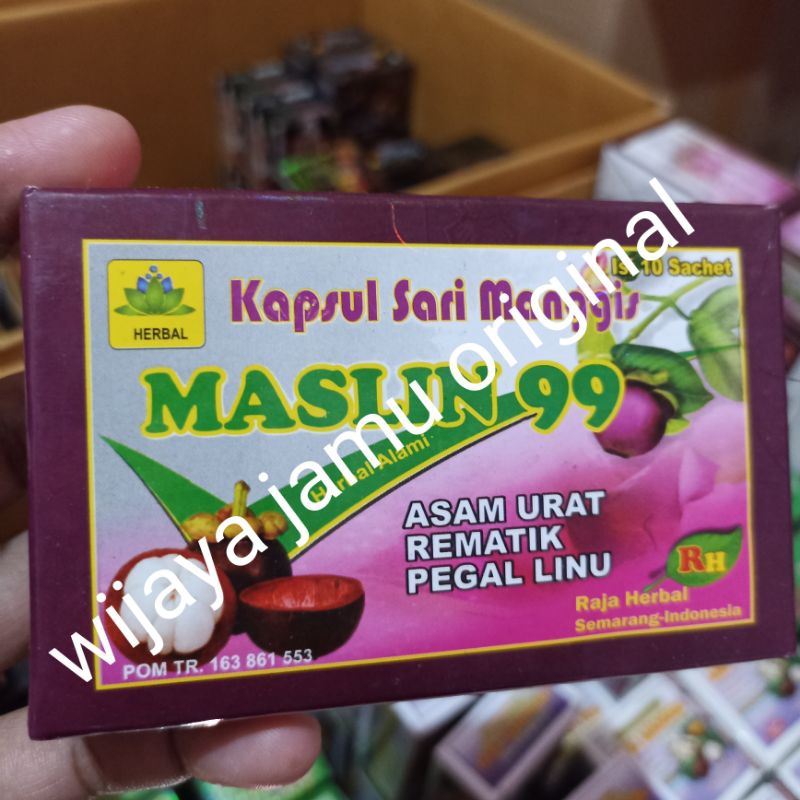 HERBAL
Kapsul Sari Manggis
Isi 10 Sachet
MASLIN 99
Herbal Alami
ASAM URAT
REMATIK
PEGAL LINU
RH
Raja Herbal
Semarang-Indonesia
POM TR. 163 861 553
wijaya jamu original